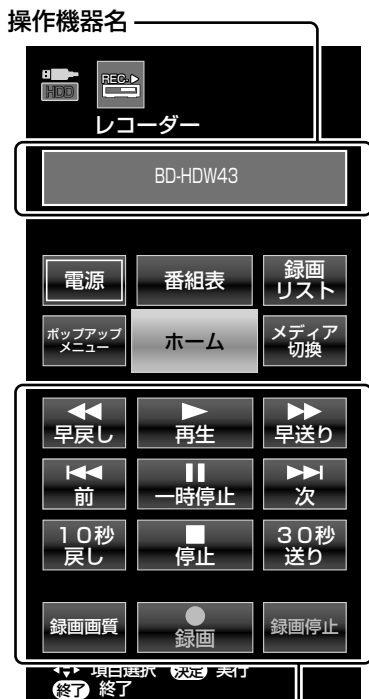 操作機器名
HDD
REC
レコーダー
BD-HDW43
電源 番組表 録画
リスト
ポップアップ
メニュー
ホーム メディア
切換
早戻し 再生 早送り
前 一時停止 次
10秒
戻し
停止 30秒
送り
録画画質 録画 録画停止
項目選択 決定 実行
終了 終了